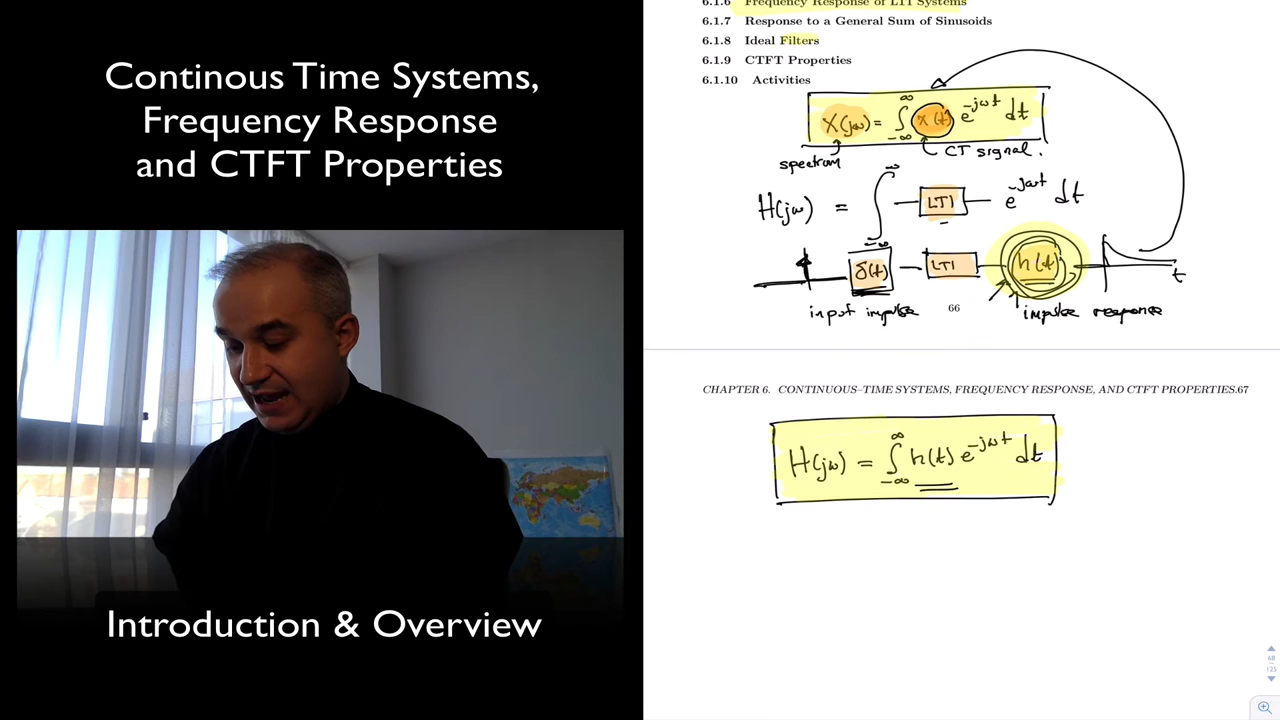 Continous Time Systems,
Frequency Response
and CTFT Properties
Introduction & Overview
6.1.6 Frequency Response of LTI Systems
6.1.7 Response to a General Sum of Sinusoids
6.1.8 Ideal Filters
6.1.9 CTFT Properties
6.1.10 Activities
X(jω) = ∫_{-∞}^{∞} x(t) e^{-jωt} dt
spectrum CT signal.
H(jω) = ∫_{-∞}^{∞} LTI e^{-jωt} dt
δ(t) LTI h(t) t
input impulse 66 impulse response
CHAPTER 6. CONTINUOUS–TIME SYSTEMS, FREQUENCY RESPONSE, AND CTFT PROPERTIES.67
H(jω) = ∫_{-∞}^{∞} h(t) e^{-jωt} dt
68
125